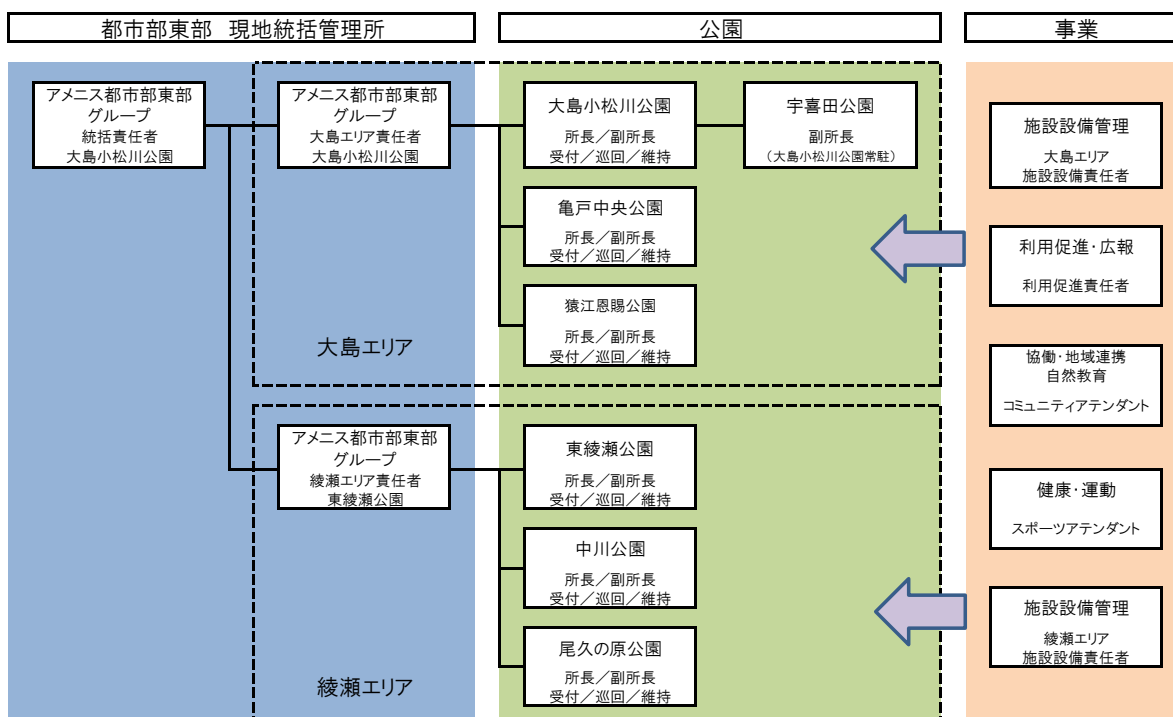 都市部東部 現地統括管理所
公園
事業
アメニス都市部東部
グループ
統括責任者
大島小松川公園
アメニス都市部東部
グループ
大島エリア責任者
大島小松川公園
大島小松川公園
所長／副所長
受付／巡回／維持
宇喜田公園
副所長
（大島小松川公園常駐）
亀戸中央公園
所長／副所長
受付／巡回／維持
猿江恩賜公園
所長／副所長
受付／巡回／維持
大島エリア
アメニス都市部東部
グループ
綾瀬エリア責任者
東綾瀬公園
東綾瀬公園
所長／副所長
受付／巡回／維持
中川公園
所長／副所長
受付／巡回／維持
尾久の原公園
所長／副所長
受付／巡回／維持
綾瀬エリア
施設設備管理
大島エリア
施設設備責任者
利用促進・広報
利用促進責任者
協働・地域連携
自然教育
コミュニティアテンダント
健康・運動
スポーツアテンダント
施設設備管理
綾瀬エリア
施設設備責任者